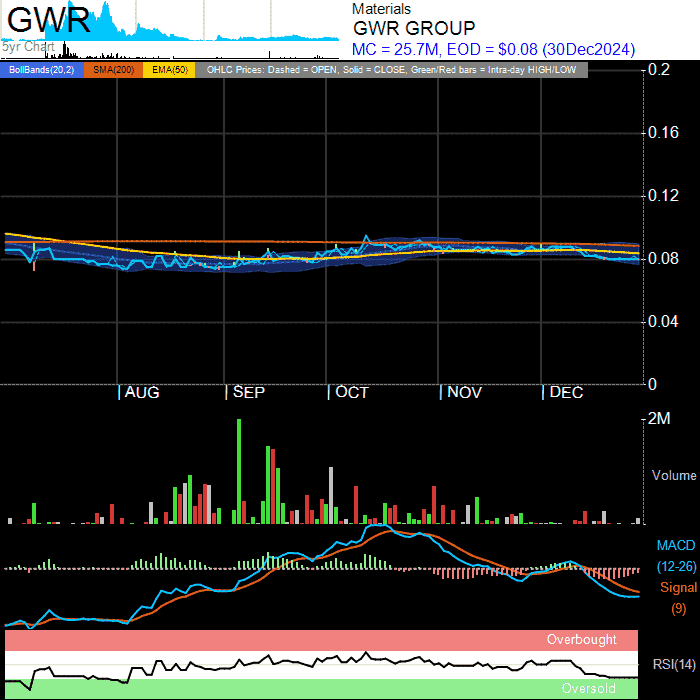 GWR
5yr Chart
Materials
GWR GROUP
MC = 25.7M, EOD = $0.08 (30Dec2024)
BollBands(20,2) SMA(200) EMA(50) OHLC Prices: Dashed = OPEN, Solid = CLOSE, Green/Red bars = Intra-day HIGH/LOW
0.2
0.16
0.12
0.08
0.04
0
AUG SEP OCT NOV DEC
2M
Volume
MACD
(12-26)
Signal
(9)
Overbought
RSI(14)
Oversold